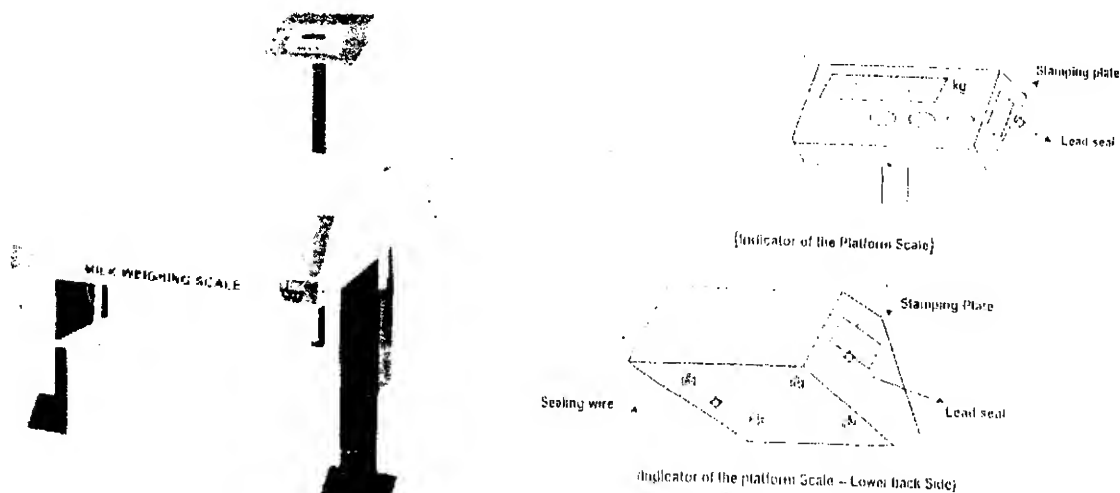 MILK WEIGHING SCALE
kg
Stamping plate
Lead seal
(Indicator of the Platform Scale)
Stamping Plate
Sealing wire
Lead seal
(Indicator of the platform Scale – Lower back Side)